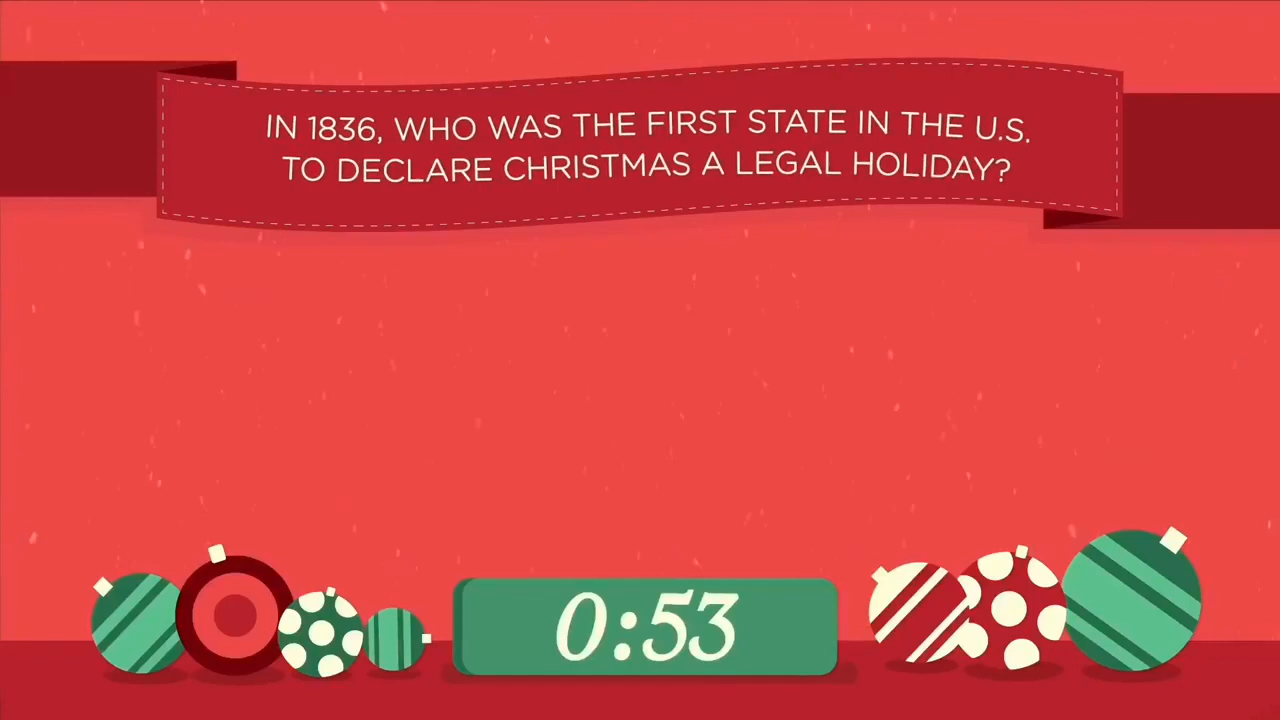 IN 1836, WHO WAS THE FIRST STATE IN THE U.S.
TO DECLARE CHRISTMAS A LEGAL HOLIDAY?
0:53